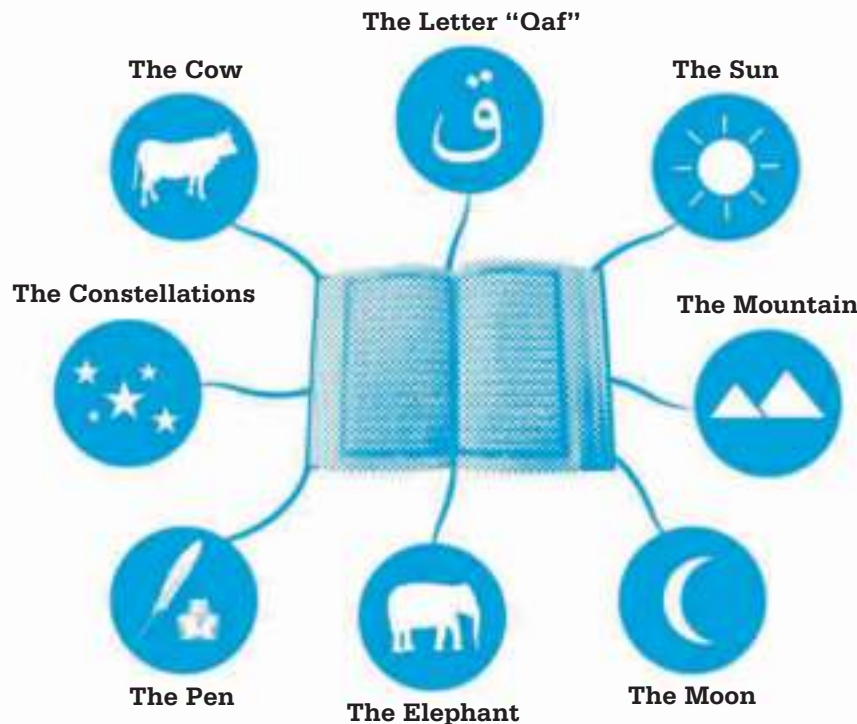 The Letter “Qaf”
The Cow
The Sun
ق
The Constellations
The Mountain
The Pen
The Elephant
The Moon